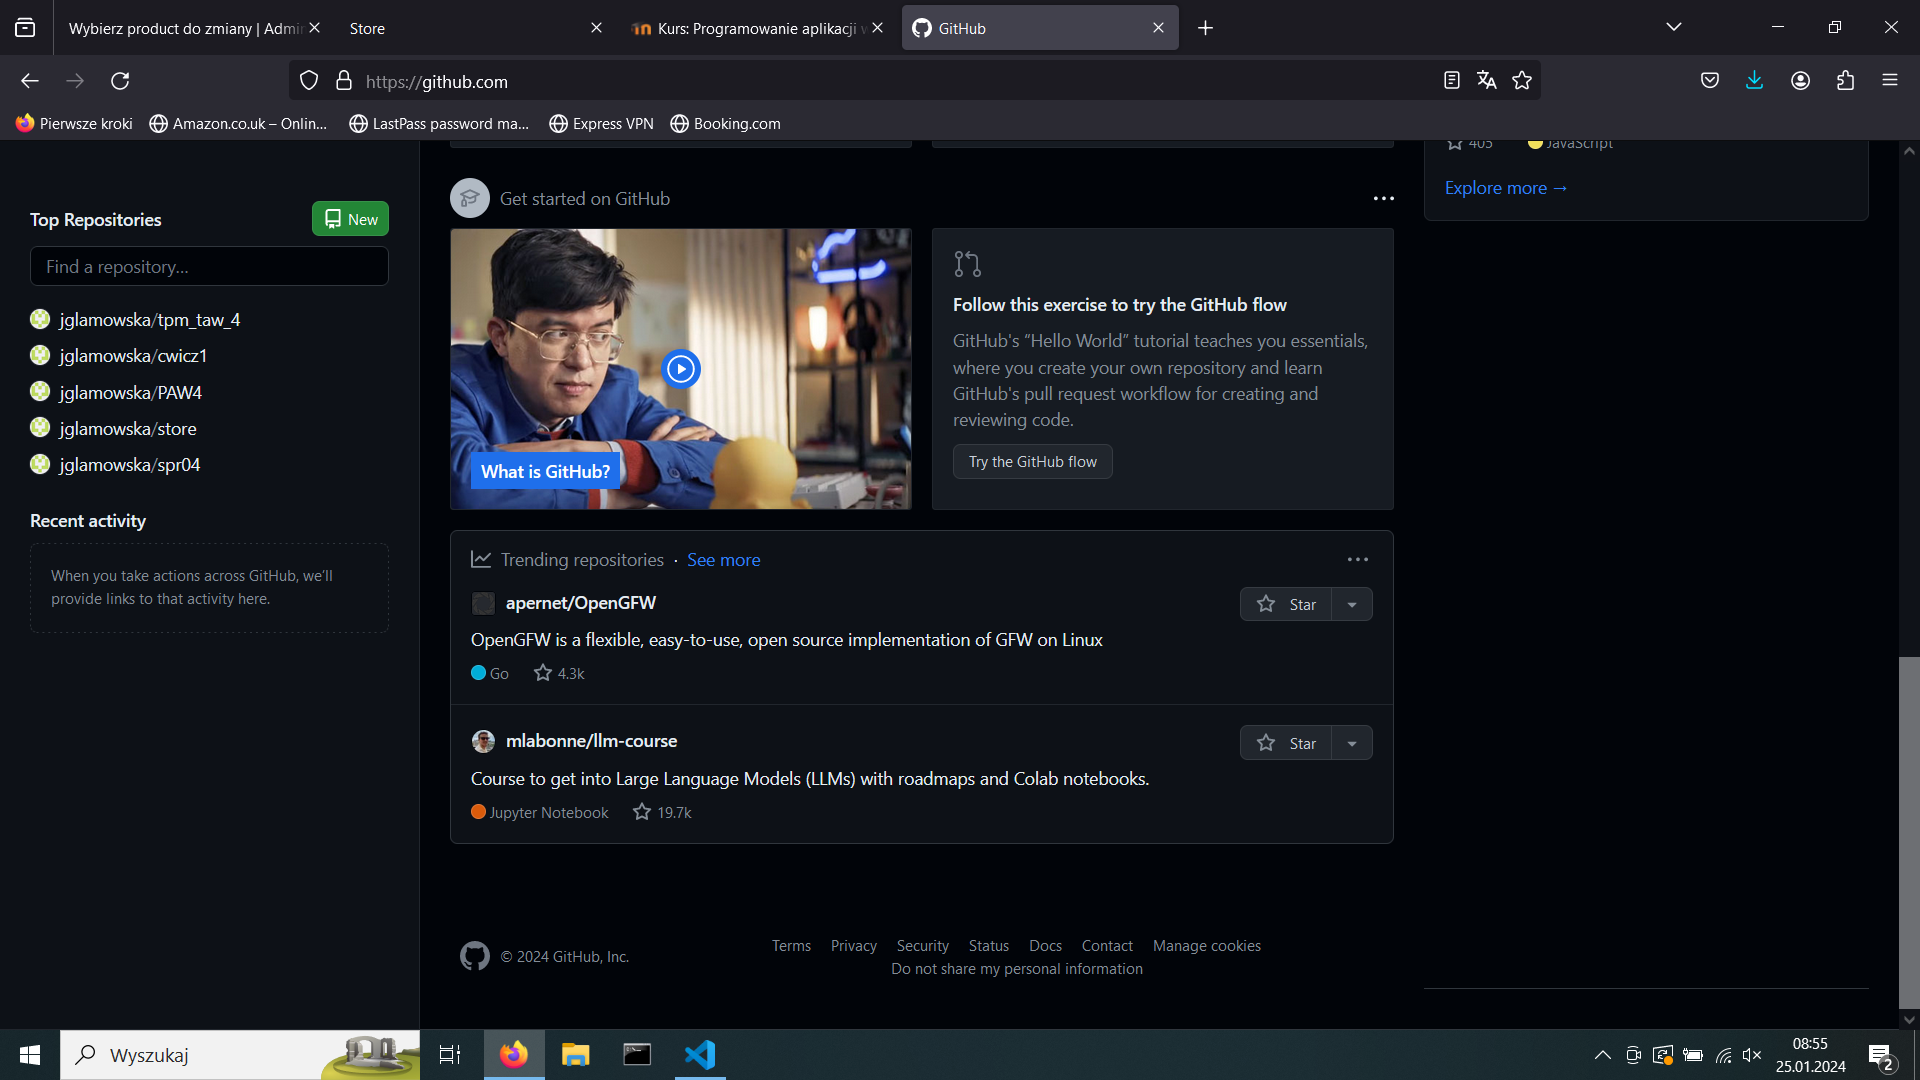 Wybierz product do zmiany | Admin
Store
Kurs: Programowanie aplikacji w
GitHub
https://github.com
Pierwsze kroki
Amazon.co.uk – Onlin...
LastPass password ma...
Express VPN
Booking.com
Top Repositories
New
Find a repository...
jglamowska/tpm_taw_4
jglamowska/cwicz1
jglamowska/PAW4
jglamowska/store
jglamowska/spr04
Recent activity
When you take actions across GitHub, we'll
provide links to that activity here.
Get started on GitHub
What is GitHub?
Follow this exercise to try the GitHub flow
GitHub's “Hello World” tutorial teaches you essentials,
where you create your own repository and learn
GitHub's pull request workflow for creating and
reviewing code.
Try the GitHub flow
Trending repositories · See more
apernet/OpenGFW
Star
OpenGFW is a flexible, easy-to-use, open source implementation of GFW on Linux
Go 4.3k
mlabonne/llm-course
Star
Course to get into Large Language Models (LLMs) with roadmaps and Colab notebooks.
Jupyter Notebook 19.7k
405 JavaScript
Explore more →
© 2024 GitHub, Inc.
Terms Privacy Security Status Docs Contact Manage cookies
Do not share my personal information
Wyszukaj
08:55
25.01.2024
2